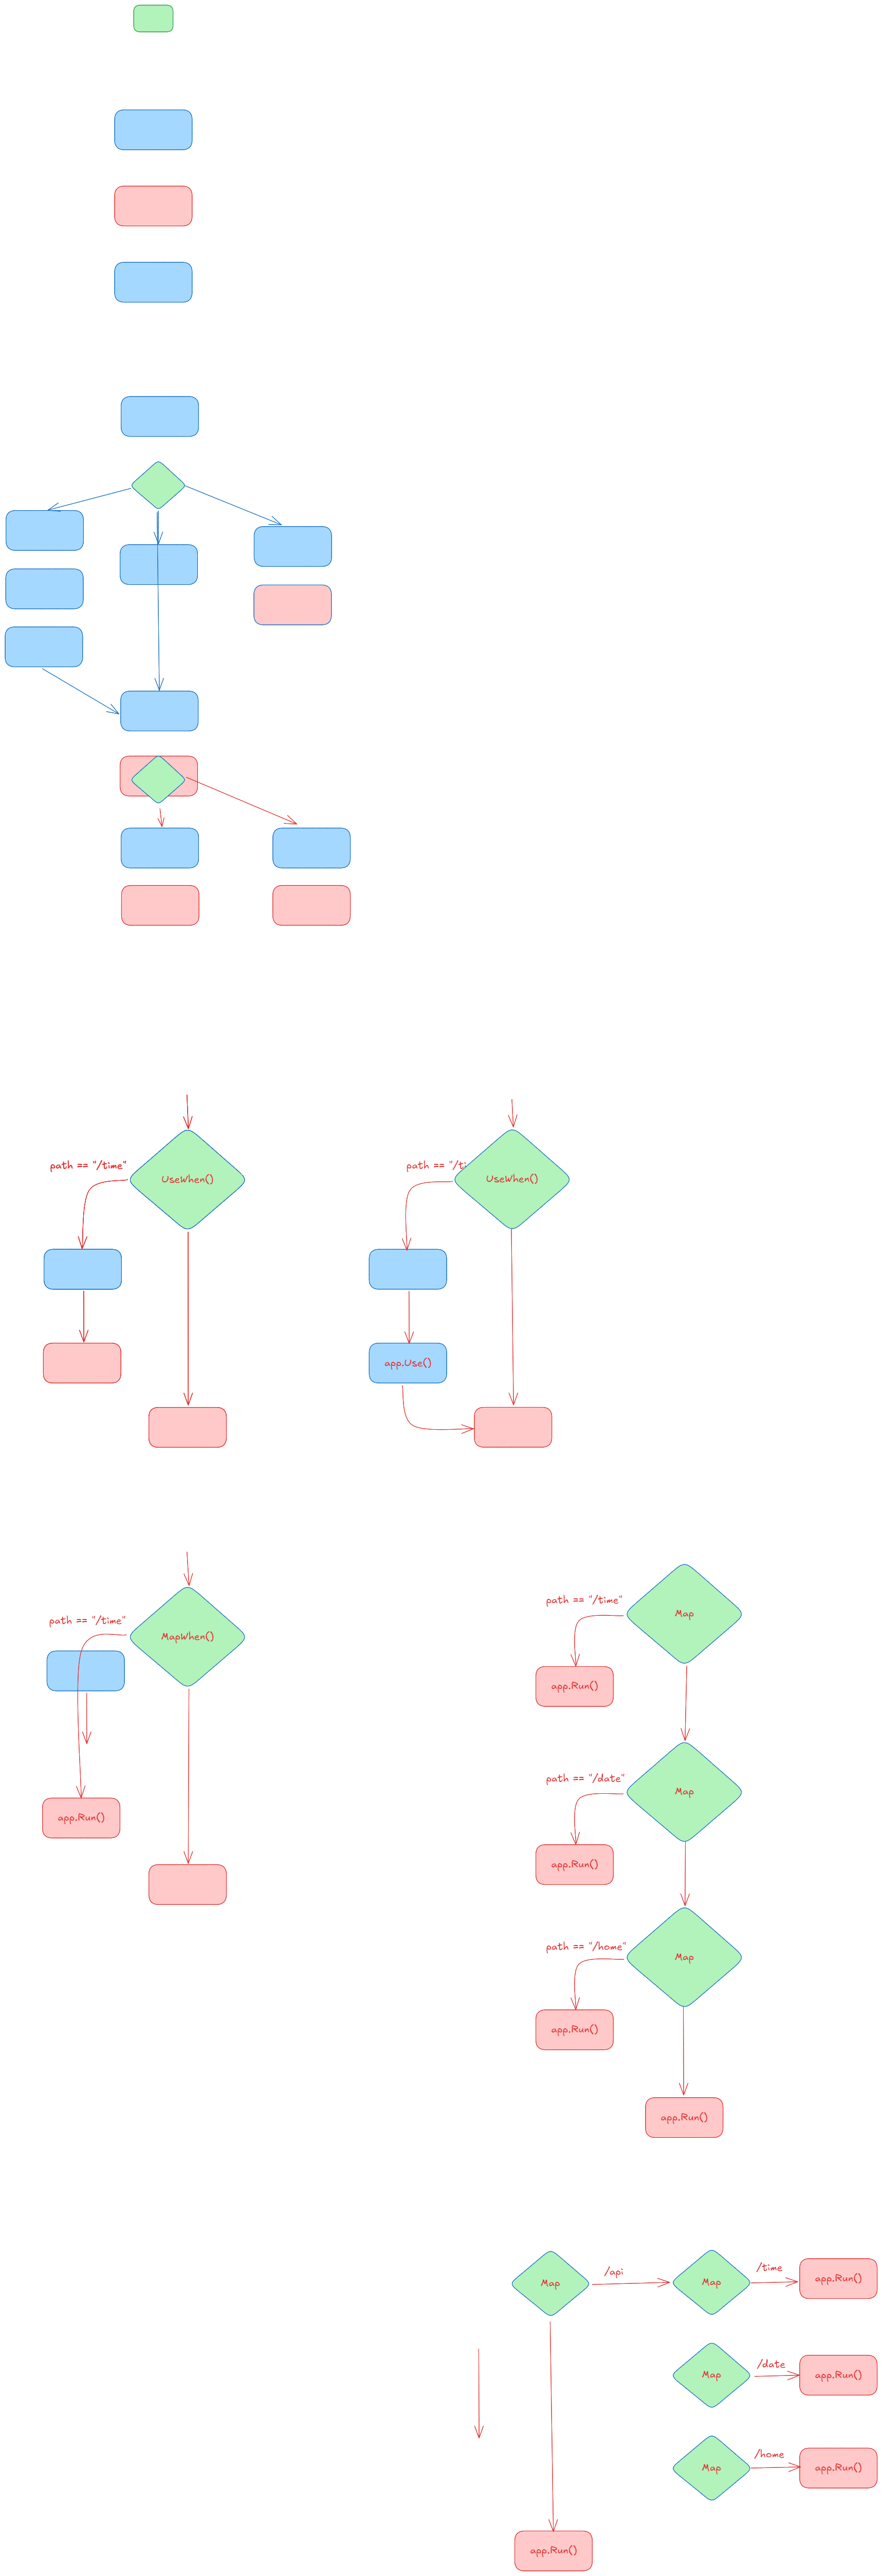 path == "/time"
UseWhen()
path == "/ti
UseWhen()
app.Use()
path == "/time"
MapWhen()
app.Run()
path == "/time"
Map
app.Run()
path == "/date"
Map
app.Run()
path == "/home"
Map
app.Run()
app.Run()
Map
/api
Map
/time
app.Run()
Map
/date
app.Run()
Map
/home
app.Run()
app.Run()